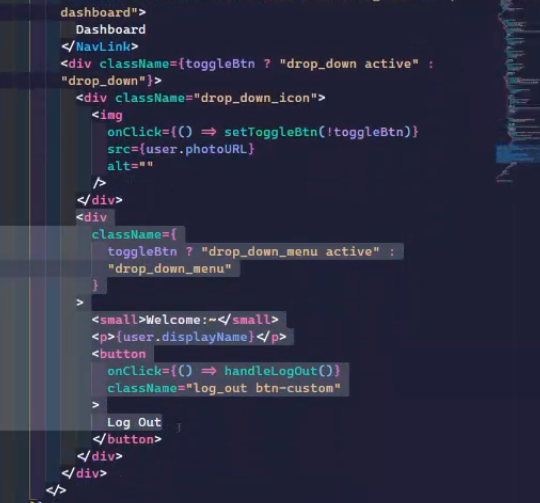 dashboard">
Dashboard
</NavLink>
<div className={toggleBtn ? "drop_down active" :
"drop_down"}>
<div className="drop_down_icon">
<img
onClick={() => setToggleBtn(!toggleBtn)}
src={user.photoURL}
alt=""
/>
</div>
<div
className={
toggleBtn ? "drop_down_menu active" :
"drop_down_menu"
}
>
<small>Welcome:~</small>
<p>{user.displayName}</p>
<button
onClick={() => handleLogOut()}
className="log_out btn-custom"
>
Log Out
</button>
</div>
</div>
</>